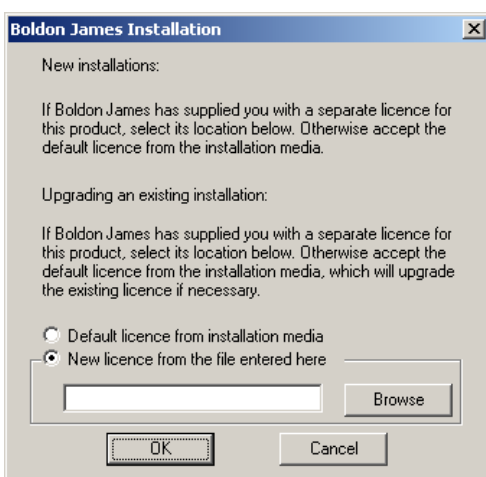 Boldon James Installation
New installations:
If Boldon James has supplied you with a separate licence for
this product, select its location below. Otherwise accept the
default licence from the installation media.
Upgrading an existing installation:
If Boldon James has supplied you with a separate licence for
this product, select its location below. Otherwise accept the
default licence from the installation media, which will upgrade
the existing licence if necessary.
Default licence from installation media
New licence from the file entered here
Browse
OK
Cancel